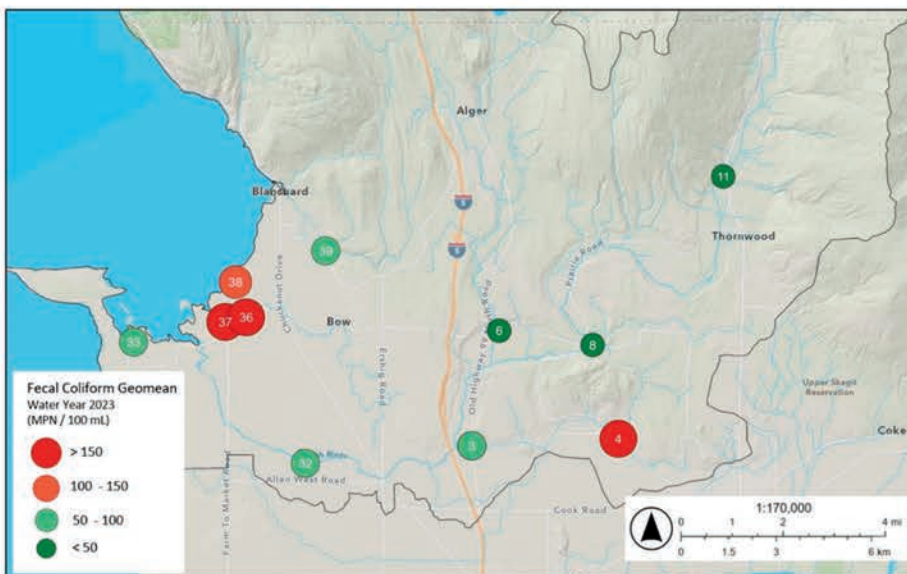 Alger
11
5
Blanchard
Thornwood
39
5
Prairie Road
38
Chuckanut Drive
37
36
Bow
6
33
8
Old Highway
Road
Ershig Road
Upper Skagit
Reservation
Fecal Coliform Geomean
Water Year 2023
(MPN / 100 mL)
> 150
100 - 150
50 - 100
< 50
4
3
Coke
32
Allen West Road
Farm To Market Road
Cook Road
1:170,000
0 1 2 4 mi
0 1.5 3 6 km